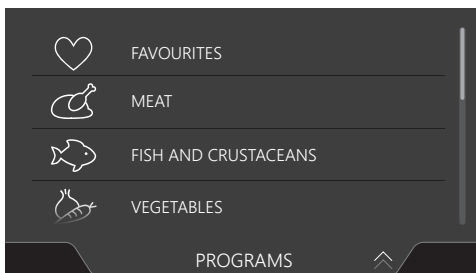 FAVOURITES
MEAT
FISH AND CRUSTACEANS
VEGETABLES
PROGRAMS